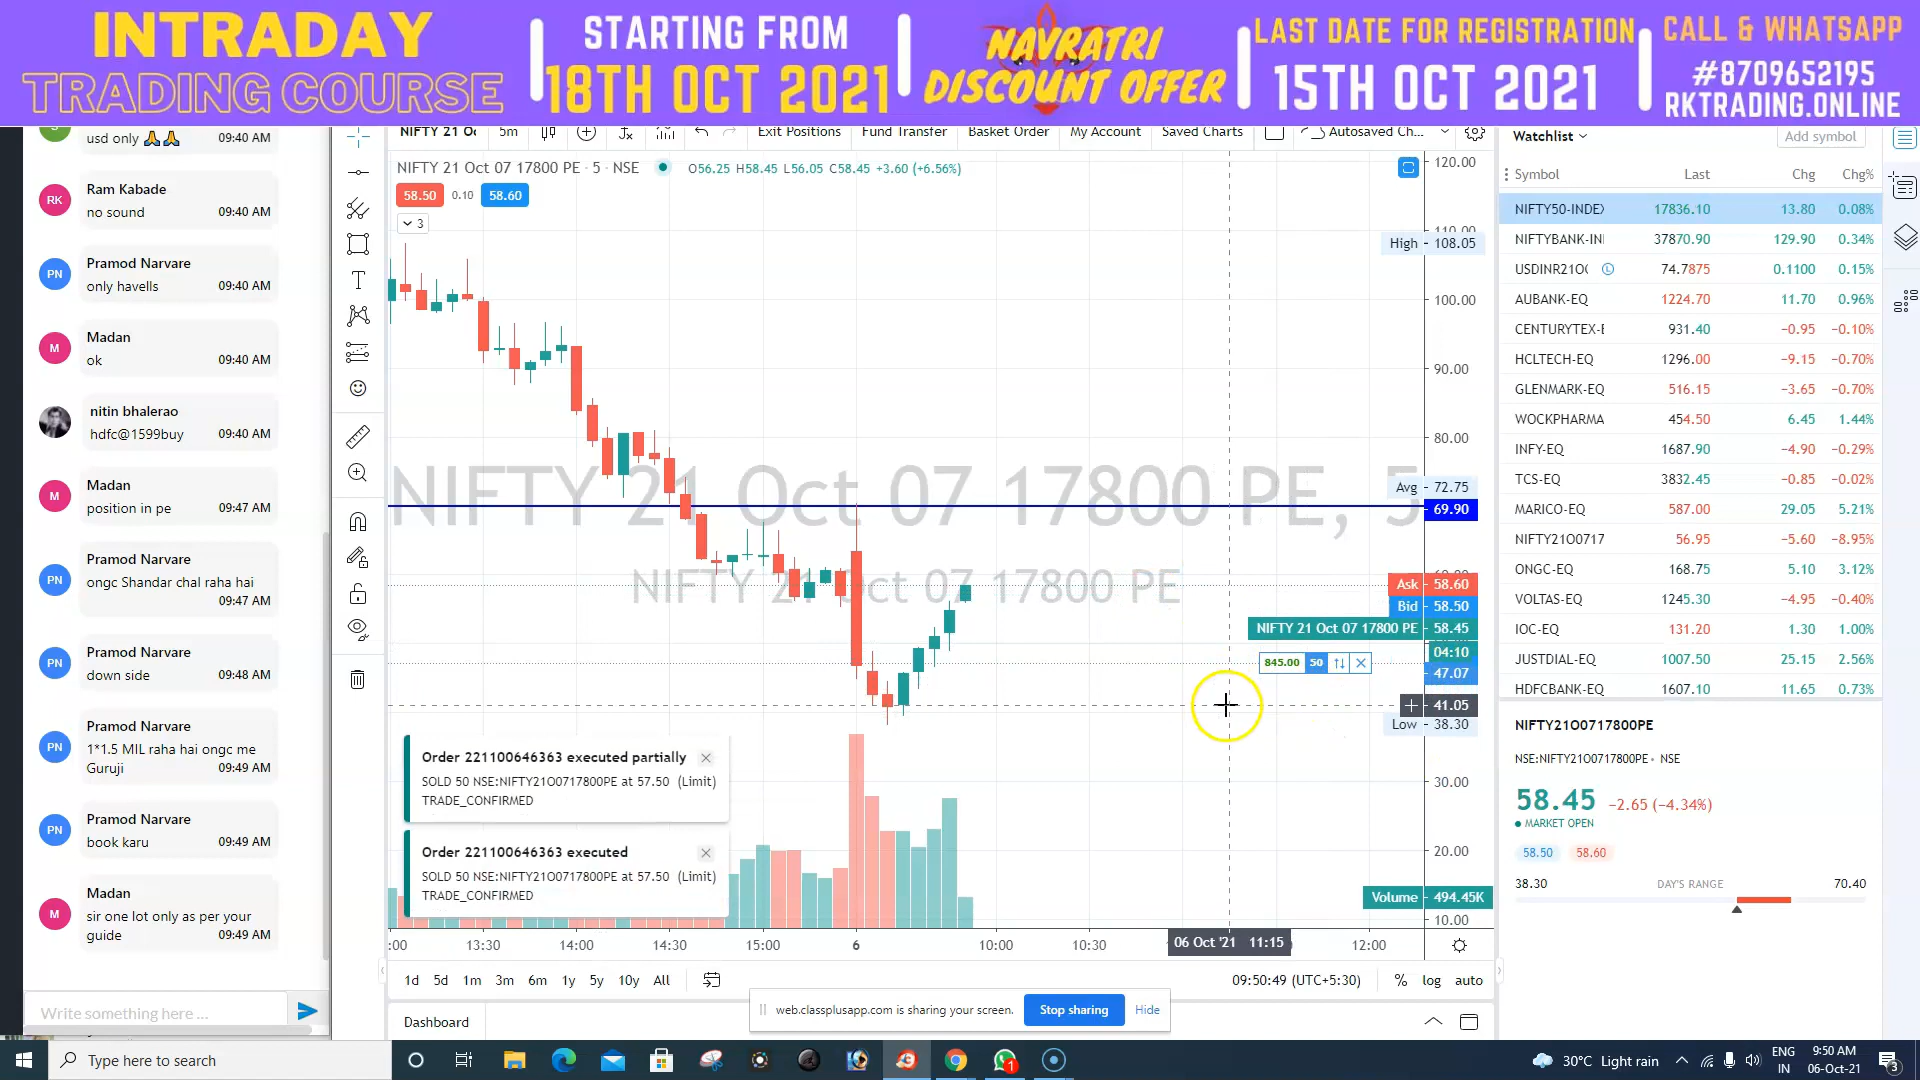 INTRADAY
TRADING COURSE
STARTING FROM
18TH OCT 2021
NAVRATRI
DISCOUNT OFFER
LAST DATE FOR REGISTRATION
15TH OCT 2021
CALL & WHATSAPP
#8709652195
RKTRADING.ONLINE
usd only 🙏🙏 09:40 AM
RK
Ram Kabade
no sound 09:40 AM
PN
Pramod Narvare
only havells 09:40 AM
M
Madan
ok 09:40 AM
nitin bhalerao
hdfc@1599buy 09:40 AM
M
Madan
position in pe 09:47 AM
PN
Pramod Narvare
ongc Shandar chal raha hai
09:47 AM
PN
Pramod Narvare
down side 09:48 AM
PN
Pramod Narvare
1*1.5 MIL raha hai ongc me
Guruji 09:49 AM
PN
Pramod Narvare
book karu 09:49 AM
M
Madan
sir one lot only as per your
guide 09:49 AM
Write something here ...
NIFTY 21 Oc 5m Exit Positions Fund Transfer Basket Order My Account Saved Charts Autosaved Ch...
NIFTY 21 Oct 07 17800 PE · 5 · NSE O56.25 H58.45 L56.05 C58.45 +3.60 (+6.56%)
58.50 0.10 58.60
3
NIFTY 21 Oct 07 17800 PE, 5
NIFTY 21 Oct 07 17800 PE
120.00
110.00
High - 108.05
100.00
90.00
80.00
Avg - 72.75
69.90
Ask 58.60
Bid 58.50
NIFTY 21 Oct 07 17800 PE 58.45
04:10
845.00 50
47.07
41.05
Low - 38.30
30.00
20.00
Volume 494.45K
10.00
Order 221100646363 executed partially
SOLD 50 NSE:NIFTY21O0717800PE at 57.50 (Limit)
TRADE_CONFIRMED
Order 221100646363 executed
SOLD 50 NSE:NIFTY21O0717800PE at 57.50 (Limit)
TRADE_CONFIRMED
:00 13:30 14:00 14:30 15:00 6 10:00 10:30 06 Oct '21 11:15 12:00
1d 5d 1m 3m 6m 1y 5y 10y All 09:50:49 (UTC+5:30) % log auto
web.classplusapp.com is sharing your screen. Stop sharing Hide
Dashboard
Watchlist Add symbol
Symbol Last Chg Chg%
NIFTY50-INDEX 17836.10 13.80 0.08%
NIFTYBANK-IN 37870.90 129.90 0.34%
USDINR21O 74.7875 0.1100 0.15%
AUBANK-EQ 1224.70 11.70 0.96%
CENTURYTEX-E 931.40 −0.95 −0.10%
HCLTECH-EQ 1296.00 −9.15 −0.70%
GLENMARK-EQ 516.15 −3.65 −0.70%
WOCKPHARMA 454.50 6.45 1.44%
INFY-EQ 1687.90 −4.90 −0.29%
TCS-EQ 3832.45 −0.85 −0.02%
MARICO-EQ 587.00 29.05 5.21%
NIFTY21O0717 56.95 −5.60 −8.95%
ONGC-EQ 168.75 5.10 3.12%
VOLTAS-EQ 1245.30 −4.95 −0.40%
IOC-EQ 131.20 1.30 1.00%
JUSTDIAL-EQ 1007.50 25.15 2.56%
HDFCBANK-EQ 1607.10 11.65 0.73%
NIFTY21O0717800PE
NSE:NIFTY21O0717800PE • NSE
58.45 −2.65 (−4.34%)
MARKET OPEN
58.50 58.60
38.30 DAY'S RANGE 70.40
Type here to search
1
30°C Light rain
ENG
IN
9:50 AM
06-Oct-21
3